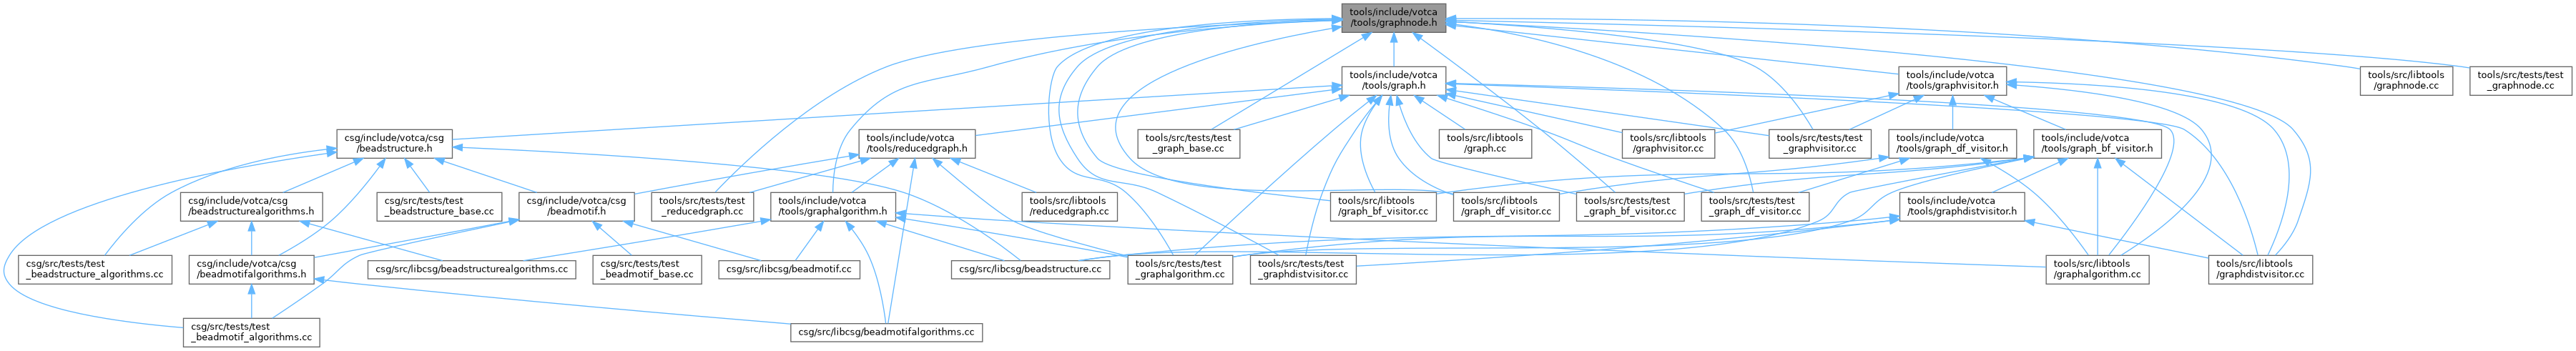 tools/include/votca
/tools/graphnode.h
tools/include/votca
/tools/graph.h
tools/include/votca
/tools/graphvisitor.h
tools/src/libtools
/graphnode.cc
tools/src/tests/test
_graphnode.cc
csg/include/votca/csg
/beadstructure.h
tools/include/votca
/tools/reducedgraph.h
tools/src/tests/test
_graph_base.cc
tools/src/libtools
/graph.cc
tools/src/libtools
/graphvisitor.cc
tools/src/tests/test
_graphvisitor.cc
tools/include/votca
/tools/graph_df_visitor.h
tools/include/votca
/tools/graph_bf_visitor.h
csg/include/votca/csg
/beadstructurealgorithms.h
csg/src/tests/test
_beadstructure_base.cc
csg/include/votca/csg
/beadmotif.h
tools/src/tests/test
_reducedgraph.cc
tools/include/votca
/tools/graphalgorithm.h
tools/src/libtools
/reducedgraph.cc
tools/src/libtools
/graph_bf_visitor.cc
tools/src/libtools
/graph_df_visitor.cc
tools/src/tests/test
_graph_bf_visitor.cc
tools/src/tests/test
_graph_df_visitor.cc
tools/include/votca
/tools/graphdistvisitor.h
csg/src/tests/test
_beadstructure_algorithms.cc
csg/include/votca/csg
/beadmotifalgorithms.h
csg/src/libcsg/beadstructurealgorithms.cc
csg/src/tests/test
_beadmotif_base.cc
csg/src/libcsg/beadmotif.cc
csg/src/libcsg/beadstructure.cc
tools/src/tests/test
_graphalgorithm.cc
tools/src/tests/test
_graphdistvisitor.cc
tools/src/libtools
/graphalgorithm.cc
tools/src/libtools
/graphdistvisitor.cc
csg/src/tests/test
_beadmotif_algorithms.cc
csg/src/libcsg/beadmotifalgorithms.cc